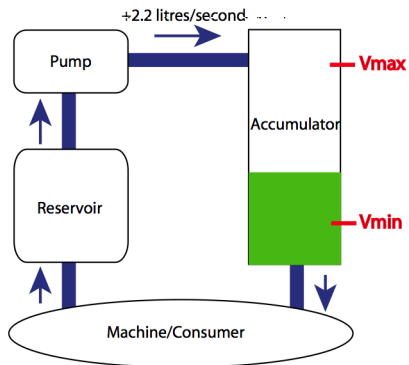 +2.2 litres/second
Pump
Vmax
Accumulator
Reservoir
Vmin
Machine/Consumer